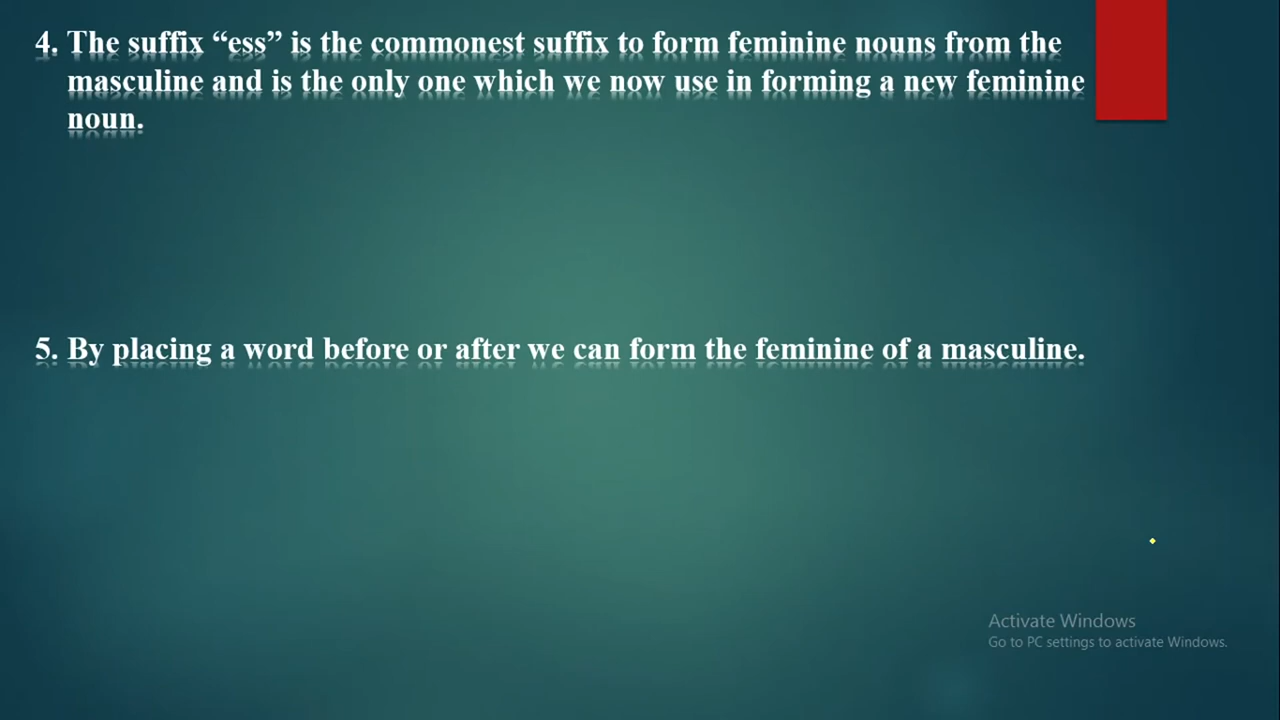 4. The suffix “ess” is the commonest suffix to form feminine nouns from the
masculine and is the only one which we now use in forming a new feminine
noun.
5. By placing a word before or after we can form the feminine of a masculine.
Activate Windows
Go to PC settings to activate Windows.